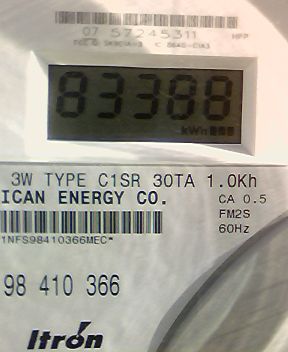 07 57245311
83388
kWh
3W TYPE C1SR 30TA 1.0Kh
ICAN ENERGY CO.
CA 0.5
FM2S
60Hz
1NFS98410366MEC*
98 410 366
Itrón